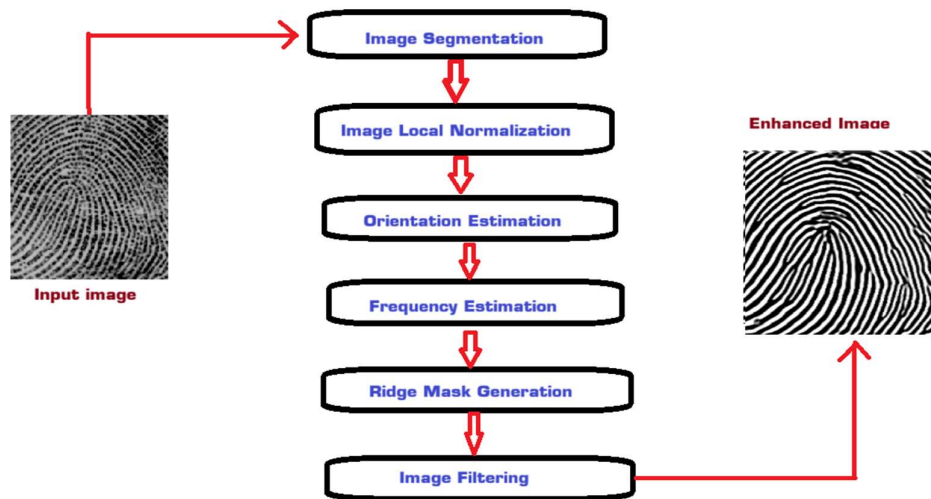 Image Segmentation
Image Local Normalization
Enhanced Image
Orientation Estimation
Input image
Frequency Estimation
Ridge Mask Generation
Image Filtering